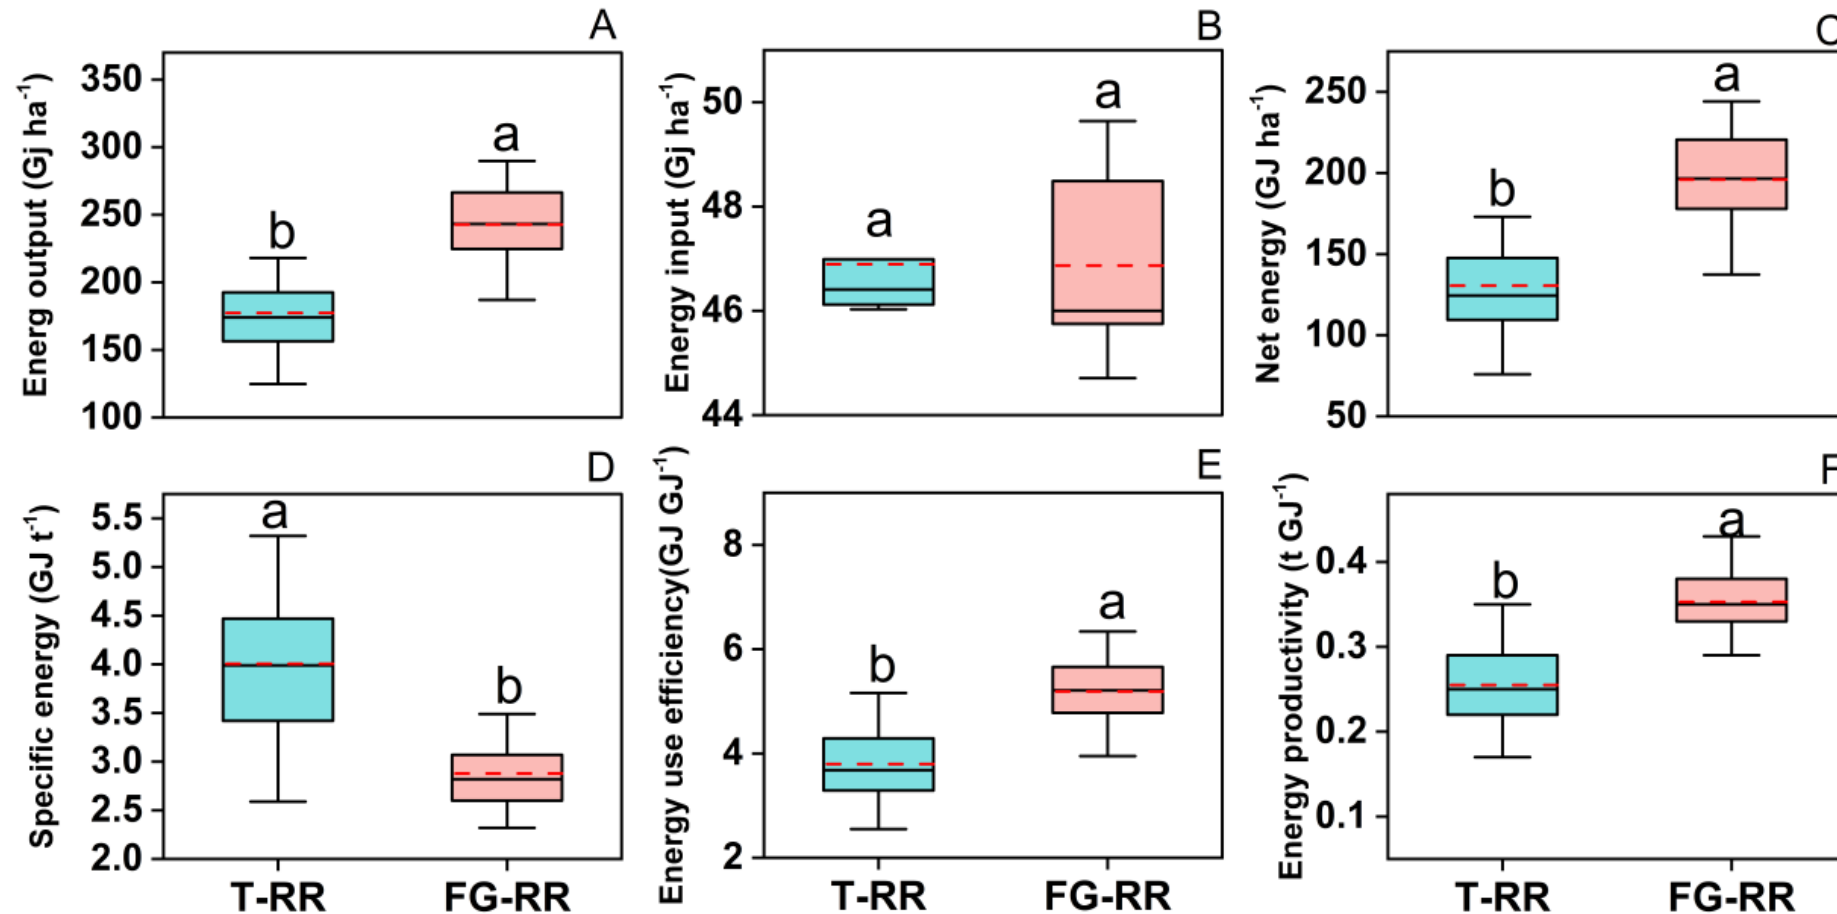 A
Energ output (Gj ha⁻¹)
350
300
250
200
150
100
b
a
B
Energy input (Gj ha⁻¹)
50
48
46
44
a
a
C
Net energy (GJ ha⁻¹)
250
200
150
100
50
b
a
D
Specific energy (GJ t⁻¹)
5.5
5.0
4.5
4.0
3.5
3.0
2.5
2.0
a
b
T-RR
FG-RR
E
Energy use efficiency(GJ GJ⁻¹)
8
6
4
2
b
a
T-RR
FG-RR
F
Energy productivity (t GJ⁻¹)
0.4
0.3
0.2
0.1
b
a
T-RR
FG-RR